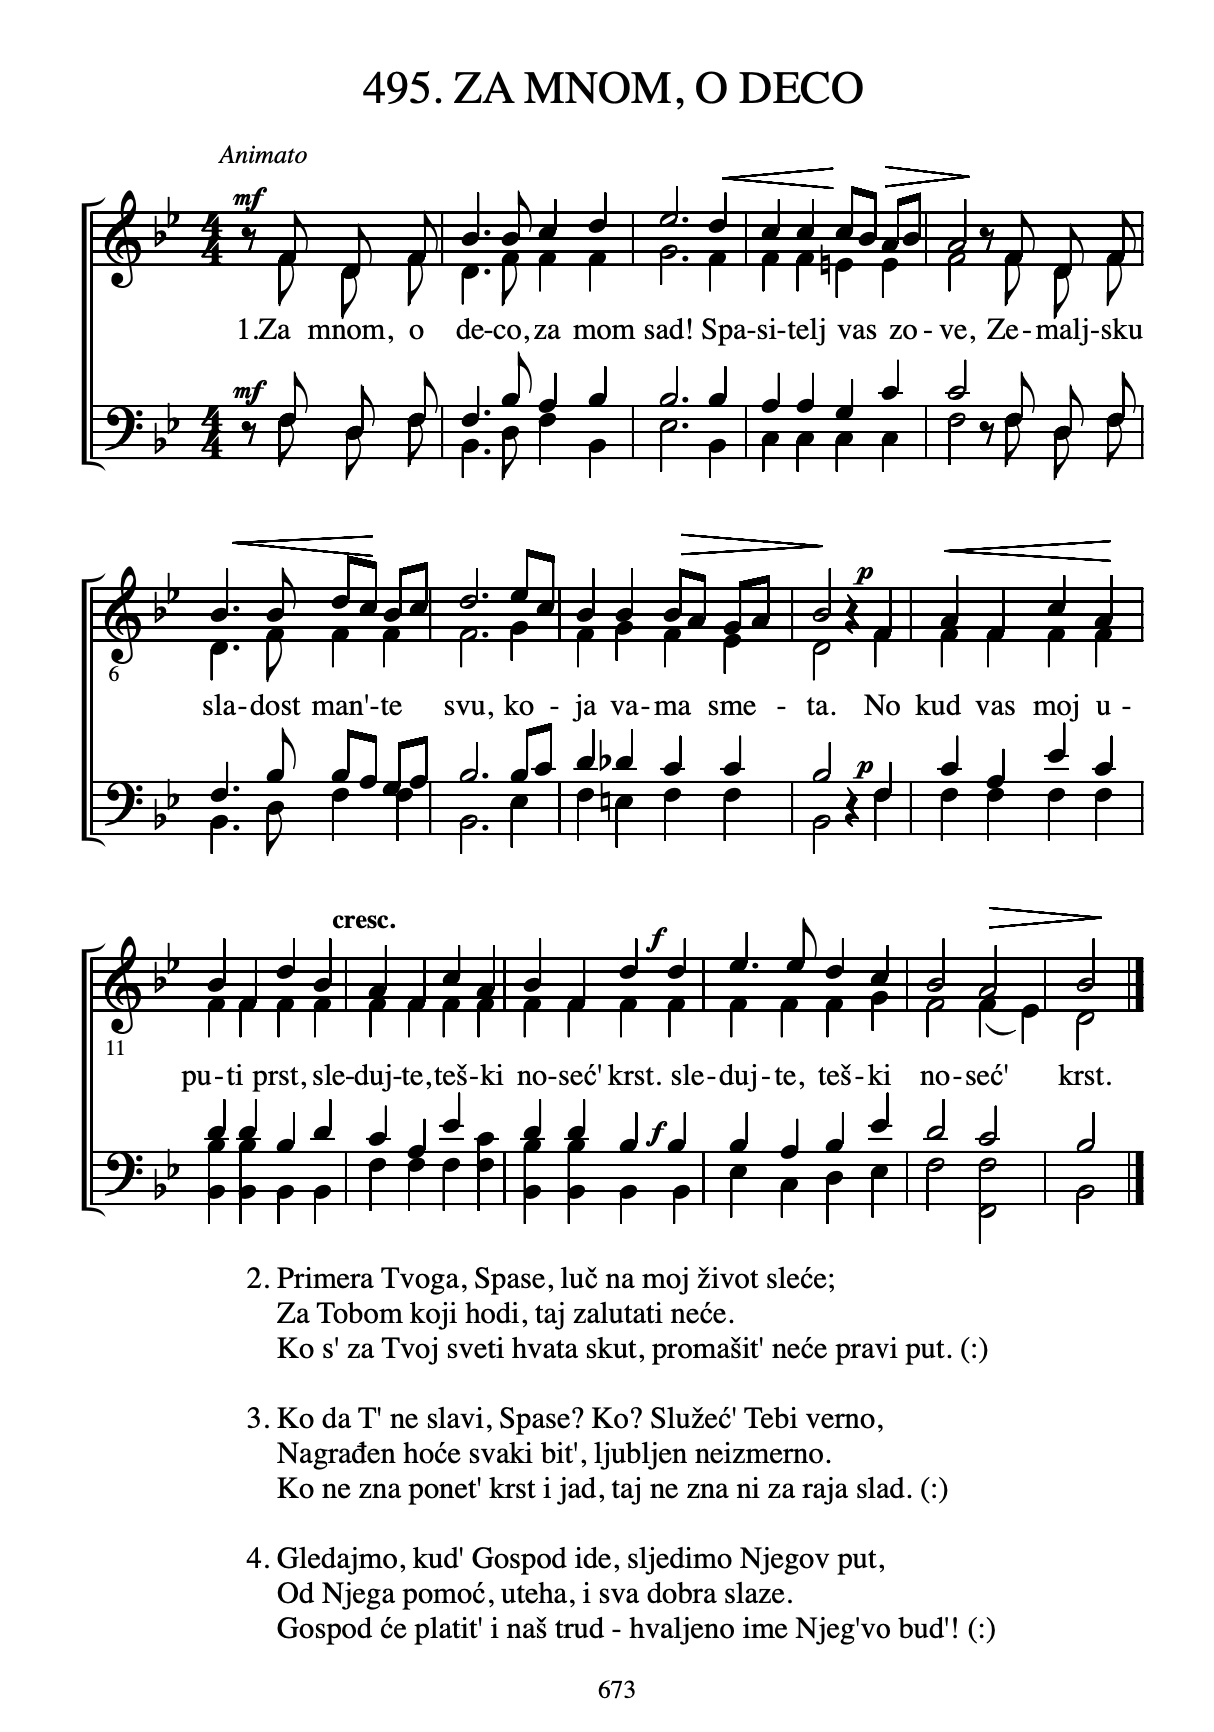 495. ZA MNOM, O DECO
Animato
mf
1.Za mnom, o de-co, za mom sad! Spa-si-telj vas zo-ve, Ze-malj-sku
mf
6
sla-dost man'-te svu, ko-ja va-ma sme-ta. No kud vas moj u-
p
p
cresc.
f
11
pu-ti prst, sle-duj-te, teš-ki no-seć' krst. sle-duj-te, teš-ki no-seć' krst.
f
2. Primera Tvoga, Spase, luč na moj život sleće;
Za Tobom koji hodi, taj zalutati neće.
Ko s' za Tvoj sveti hvata skut, promašit' neće pravi put. (:)
3. Ko da T' ne slavi, Spase? Ko? Služeć' Tebi verno,
Nagrađen hoće svaki bit', ljubljen neizmerno.
Ko ne zna ponet' krst i jad, taj ne zna ni za raja slad. (:)
4. Gledajmo, kud' Gospod ide, sljedimo Njegov put,
Od Njega pomoć, uteha, i sva dobra slaze.
Gospod će platit' i naš trud - hvaljeno ime Njeg'vo bud'! (:)
673